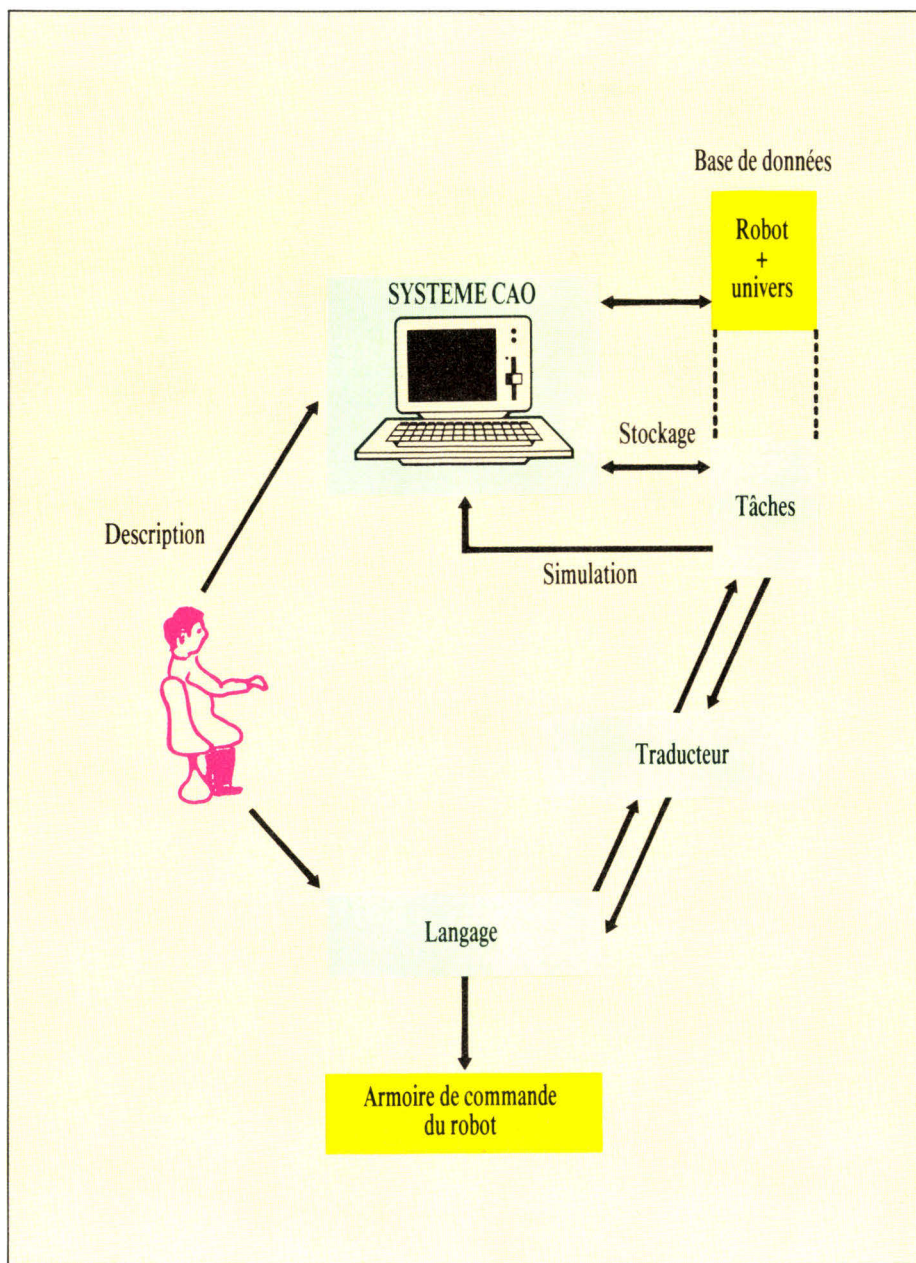 Base de données
Robot
+
univers
SYSTEME CAO
Stockage
Tâches
Description
Simulation
Traducteur
Langage
Armoire de commande
du robot